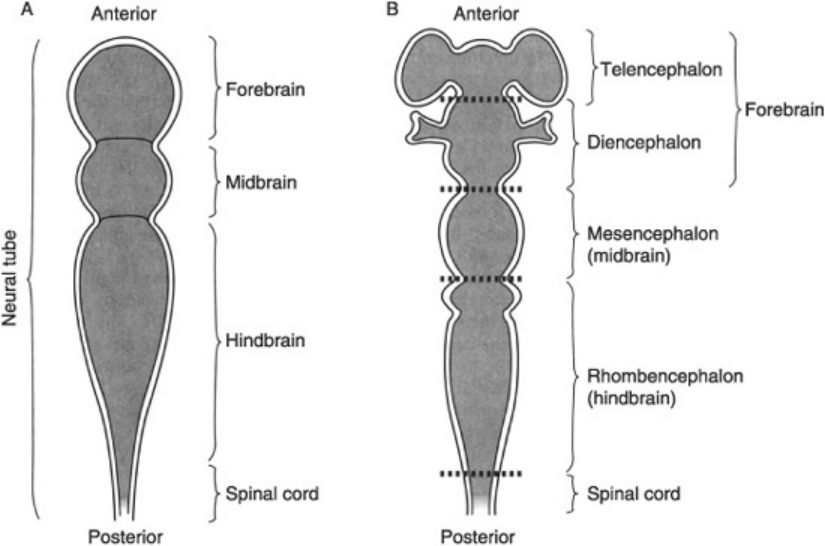 A
Anterior
Neural tube
Forebrain
Midbrain
Hindbrain
Spinal cord
Posterior
B
Anterior
Telencephalon
Forebrain
Diencephalon
Mesencephalon
(midbrain)
Rhombencephalon
(hindbrain)
Spinal cord
Posterior